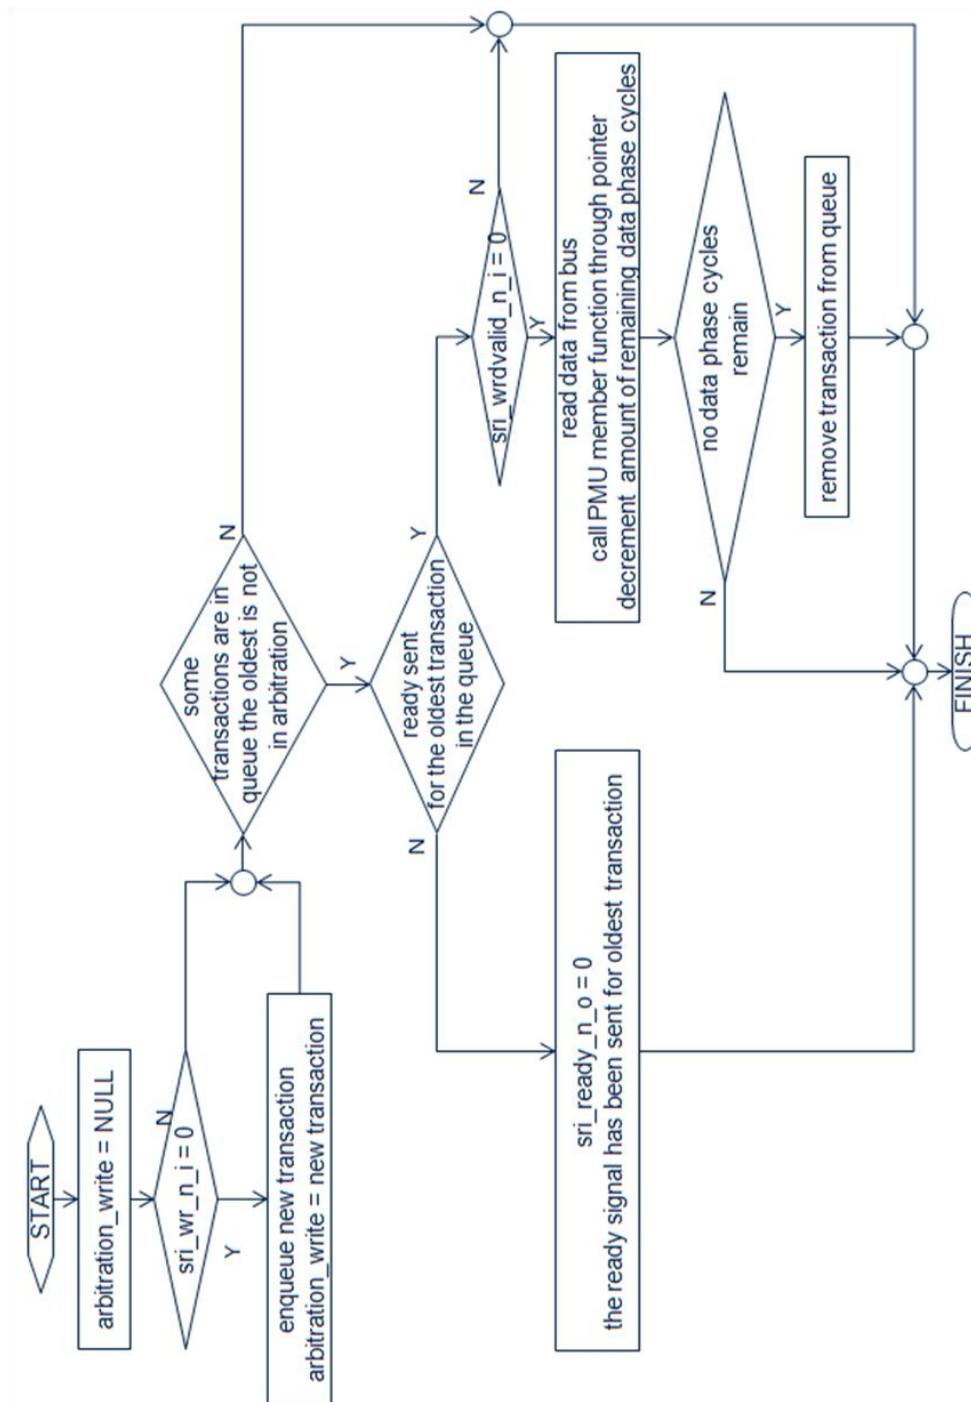 START
arbitration_write = NULL
sri_wr_n_i = 0
N
Y
enqueue new transaction
arbitration_write = new transaction
some
transactions are in
queue the oldest is not
in arbitration
N
Y
ready sent
for the oldest transaction
in the queue
N
Y
sri_ready_n_o = 0
the ready signal has been sent for oldest transaction
sri_wrdvalid_n_i = 0
N
Y
read data from bus
call PMU member function through pointer
decrement amount of remaining data phase cycles
no data phase cycles
remain
N
Y
remove transaction from queue
FINISH